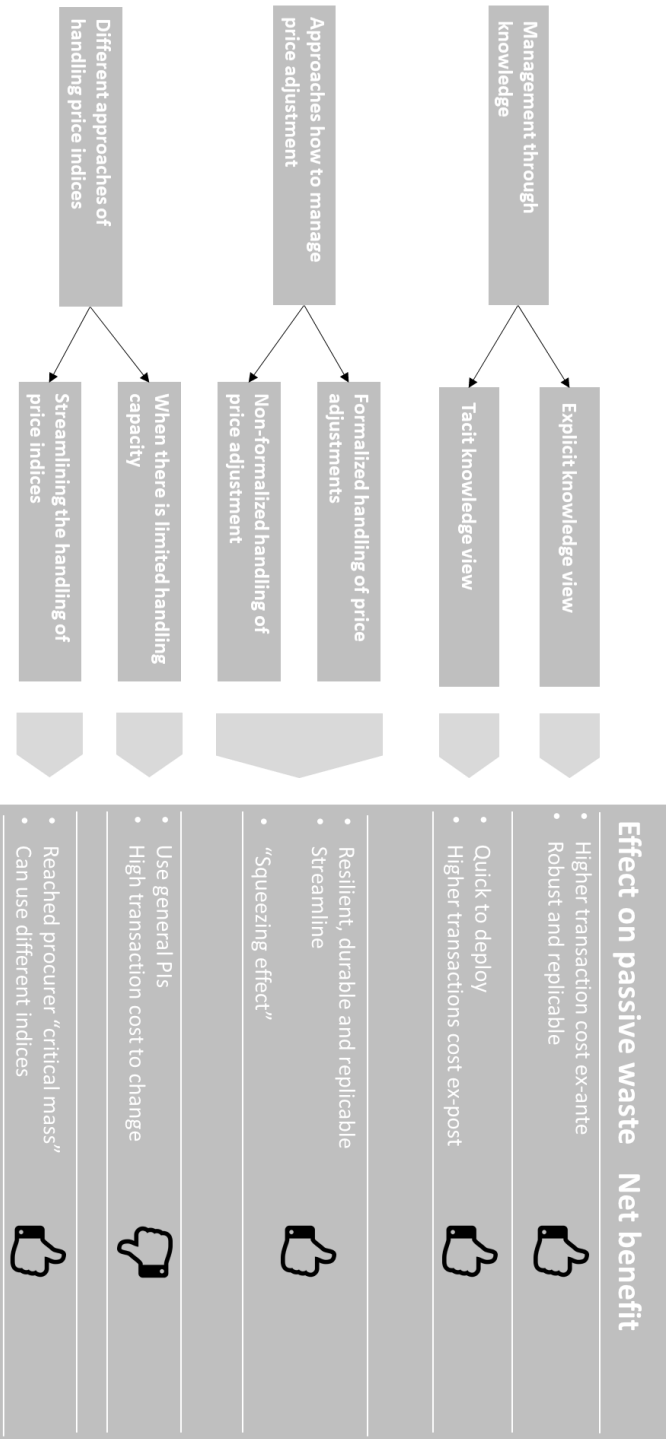 Effect on passive waste
Net benefit
Management through
knowledge
Explicit knowledge view
• Higher transaction cost ex-ante
• Robust and replicable
Tacit knowledge view
• Quick to deploy
• Higher transactions cost ex-post
Approaches how to manage
price adjustment
Formalized handling of price
adjustments
Non-formalized handling of
price adjustment
• Resilient, durable and replicable
• Streamline
• “Squeezing effect”
Different approaches of
handling price indices
When there is limited handling
capacity
• Use general PIs
• High transaction cost to change
Streamlining the handling of
price indices
• Reached procurer “critical mass”
• Can use different indices